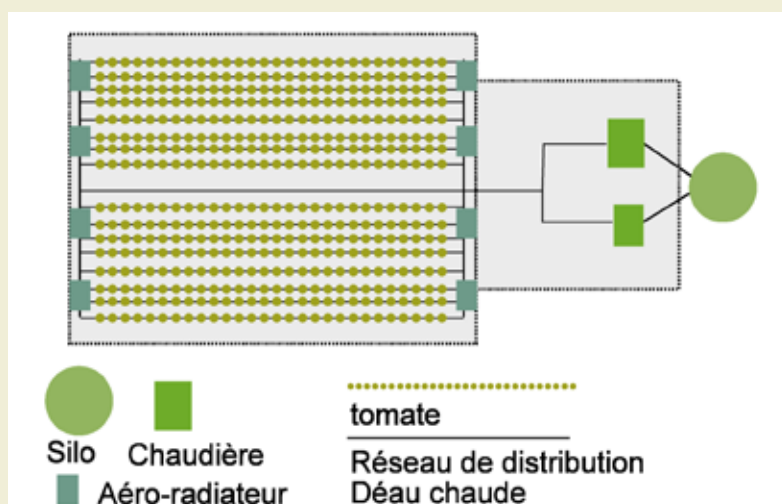 tomate
Silo
Chaudière
Réseau de distribution
Aéro-radiateur
Déau chaude